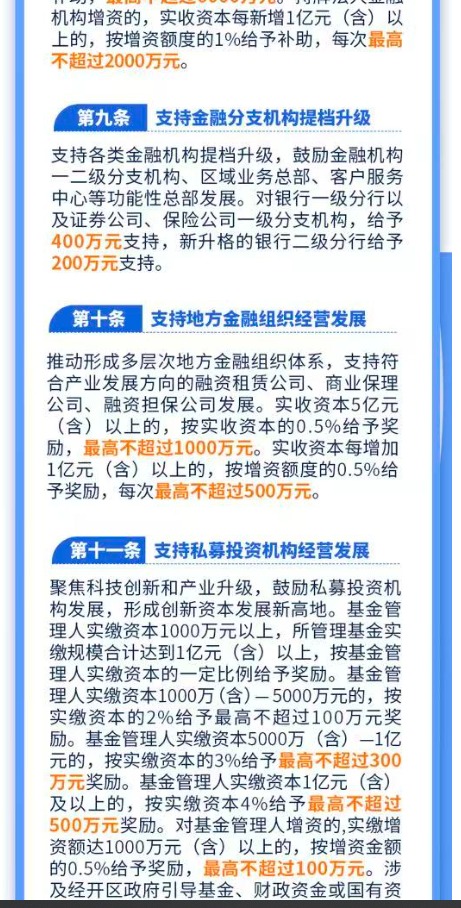 机构增资的，实收资本每新增1亿元（含）以
上的，按增资额度的1%给予补助，每次最高
不超过2000万元。
第九条 支持金融分支机构提档升级
支持各类金融机构提档升级，鼓励金融机构
一二级分支机构、区域业务总部、客户服务
中心等功能性总部发展。对银行一级分行以
及证券公司、保险公司一级分支机构，给予
400万元支持，新升格的银行二级分行给予
200万元支持。
第十条 支持地方金融组织经营发展
推动形成多层次地方金融组织体系，支持符
合产业发展方向的融资租赁公司、商业保理
公司、融资担保公司发展。实收资本5亿元
（含）以上的，按实收资本的0.5%给予奖
励，最高不超过1000万元。实收资本每增加
1亿元（含）以上的，按增资额度的0.5%给
予奖励，每次最高不超过500万元。
第十一条 支持私募投资机构经营发展
聚焦科技创新和产业升级，鼓励私募投资机
构发展，形成创新资本发展新高地。基金管
理人实缴资本1000万元以上，所管理基金实
缴规模合计达到1亿元（含）以上，按基金管
理人实缴资本的一定比例给予奖励。基金管
理人实缴资本1000万（含）— 5000万元的，按
实缴资本的2%给予最高不超过100万元奖
励。基金管理人实缴资本5000万（含）—1亿
元的，按实缴资本的3%给予最高不超过300
万元奖励。基金管理人实缴资本1亿元（含）
及以上的，按实缴资本4%给予最高不超过
500万元奖励。对基金管理人增资的,实缴增
资额达1000万元（含）以上的，按增资金额
的0.5%给予奖励，最高不超过100万元。涉
及经开区政府引导基金、财政资金或国有资